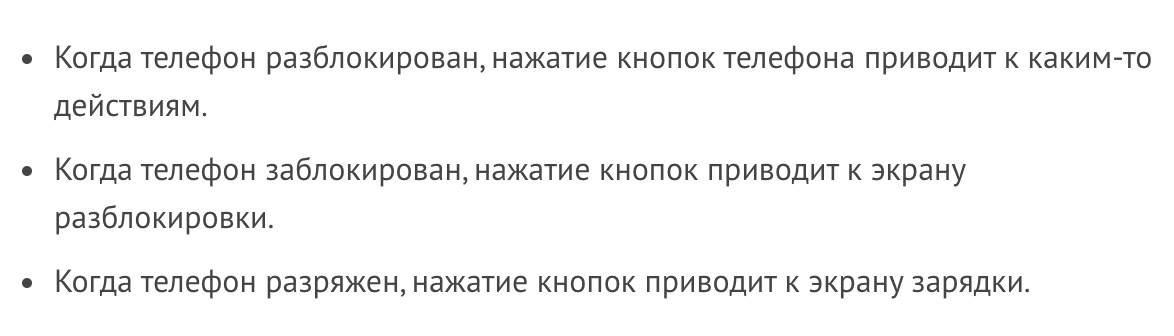 • Когда телефон разблокирован, нажатие кнопок телефона приводит к каким-то
действиям.
• Когда телефон заблокирован, нажатие кнопок приводит к экрану
разблокировки.
• Когда телефон разряжен, нажатие кнопок приводит к экрану зарядки.